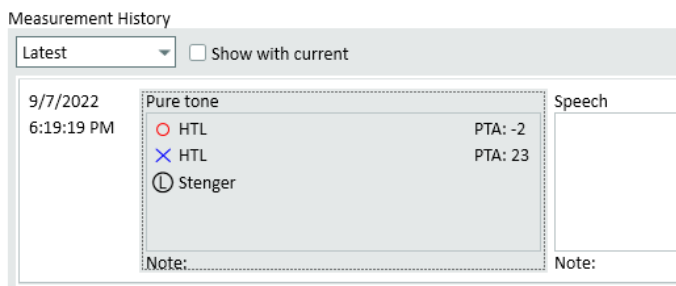 Measurement History
Latest Show with current
9/7/2022 Pure tone Speech
6:19:19 PM HTL PTA: -2
HTL PTA: 23
L Stenger
Note: Note: